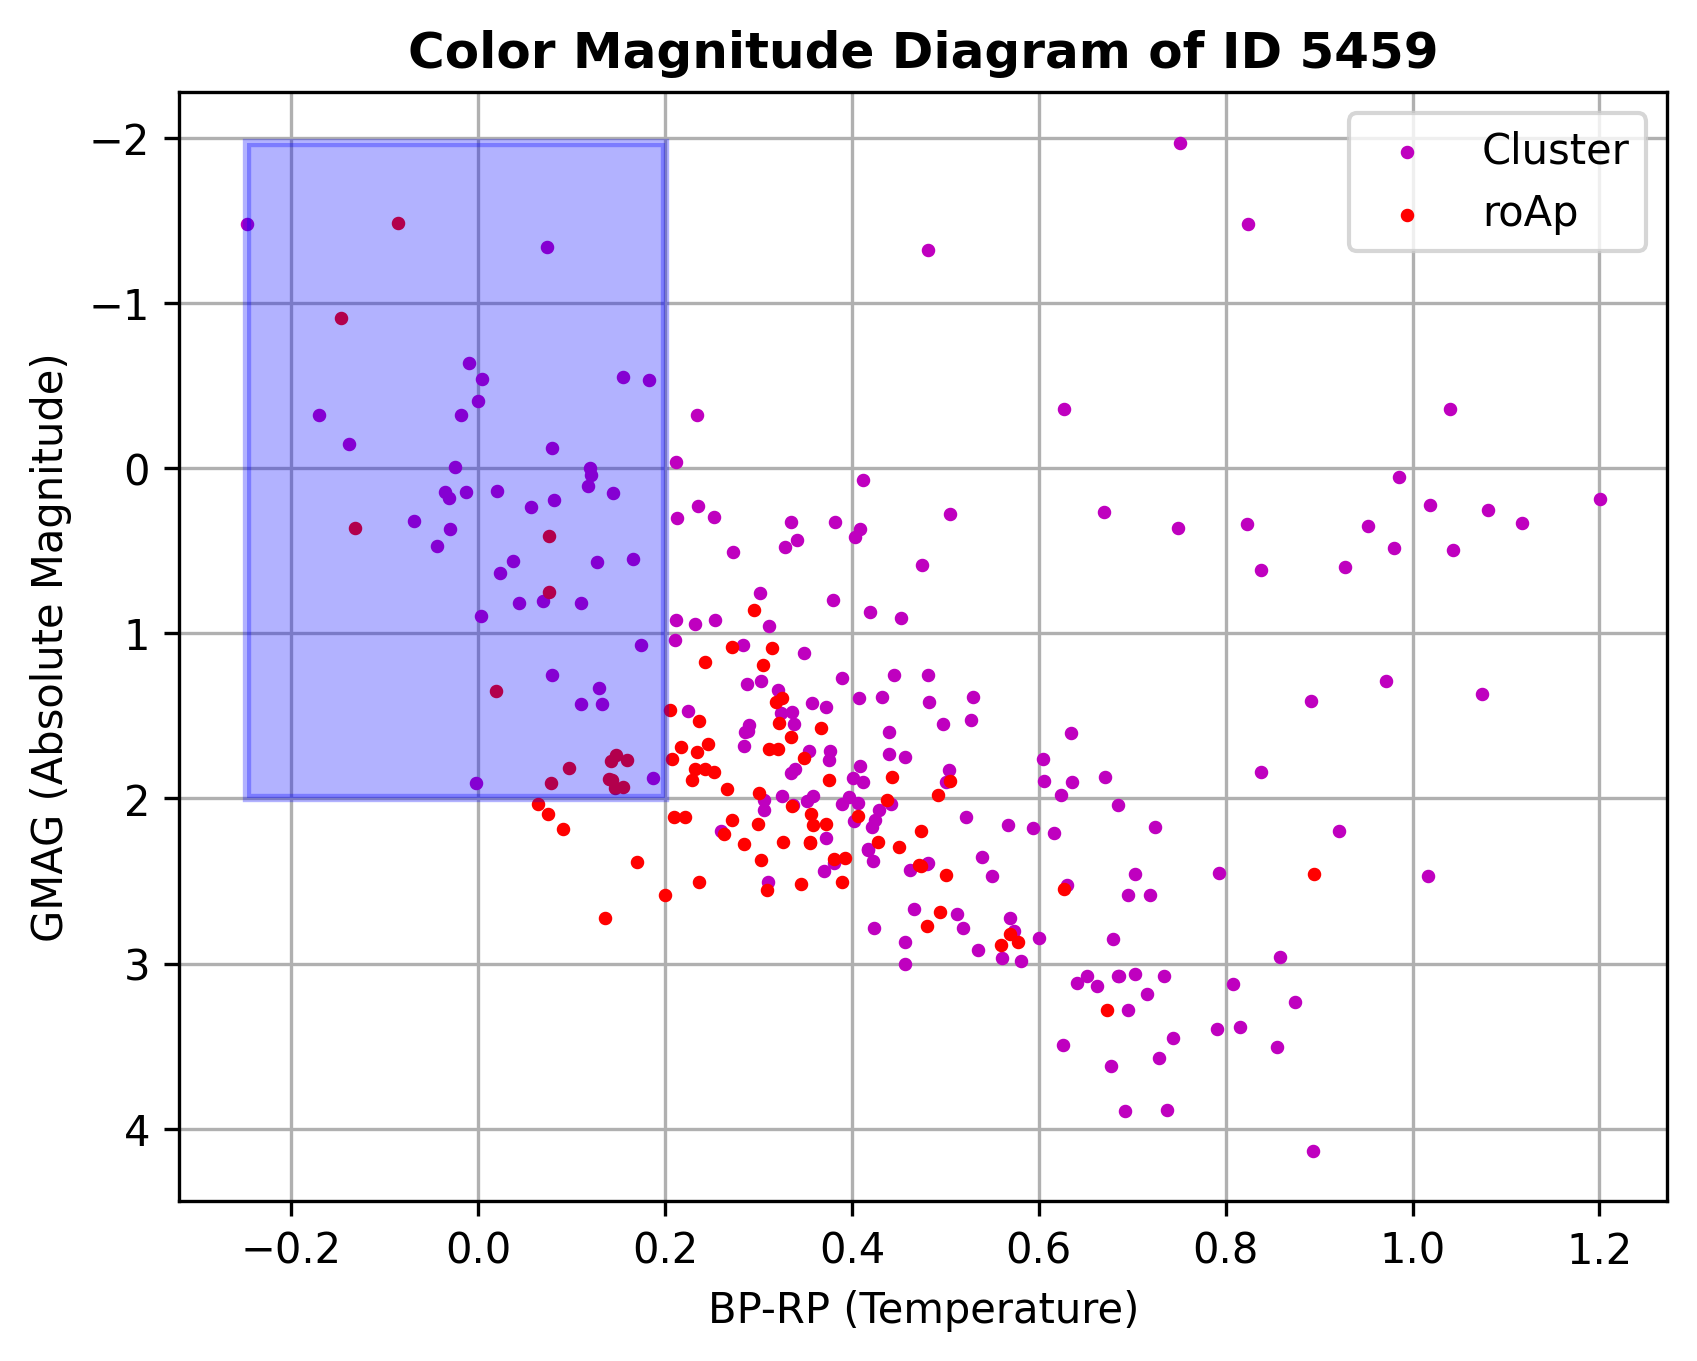 Color Magnitude Diagram of ID 5459
Cluster
roAp
GMAG (Absolute Magnitude)
−2
−1
0
1
2
3
4
−0.2 0.0 0.2 0.4 0.6 0.8 1.0 1.2
BP-RP (Temperature)